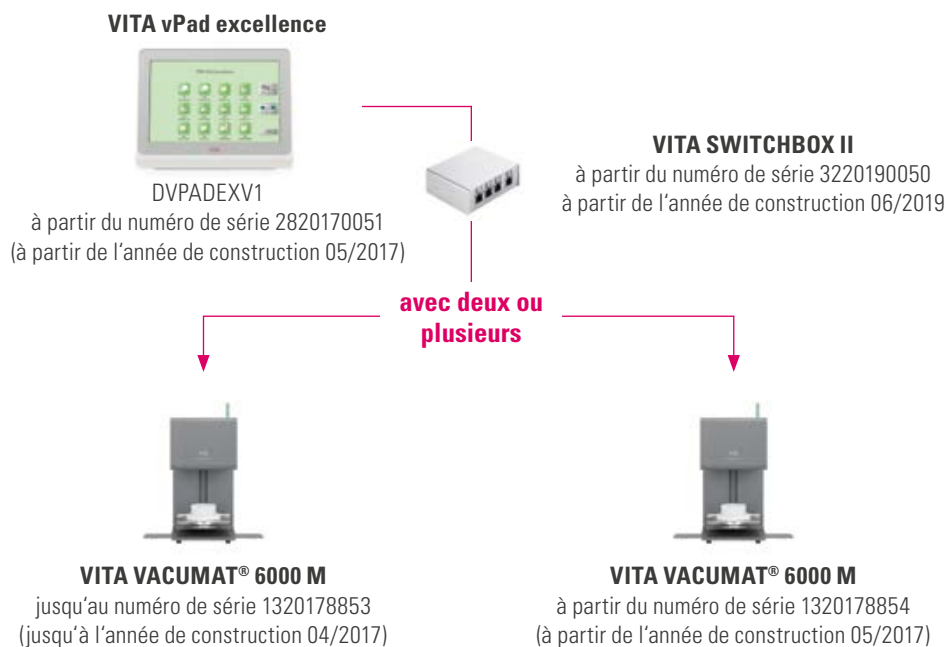 VITA vPad excellence
DVPADEXV1
à partir du numéro de série 2820170051
(à partir de l‘année de construction 05/2017)
VITA SWITCHBOX II
à partir du numéro de série 3220190050
à partir de l‘année de construction 06/2019
avec deux ou
plusieurs
VITA VACUMAT® 6000 M
jusqu‘au numéro de série 1320178853
(jusqu‘à l‘année de construction 04/2017)
VITA VACUMAT® 6000 M
à partir du numéro de série 1320178854
(à partir de l‘année de construction 05/2017)